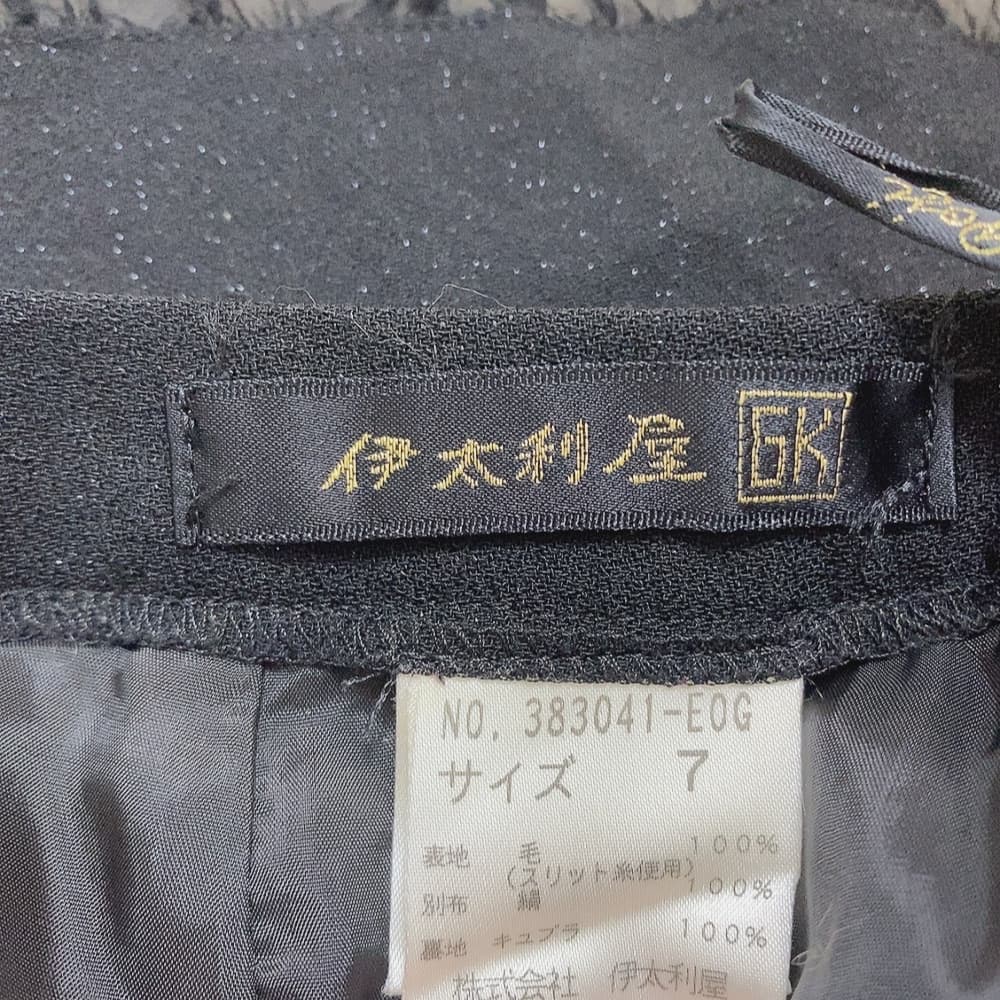 伊太利屋 GK
NO. 383041-E0G
サイズ 7
表地 毛 100%
(スリット糸使用)
別布 綿 100%
裏地 キュプラ 100%
株式会社 伊太利屋